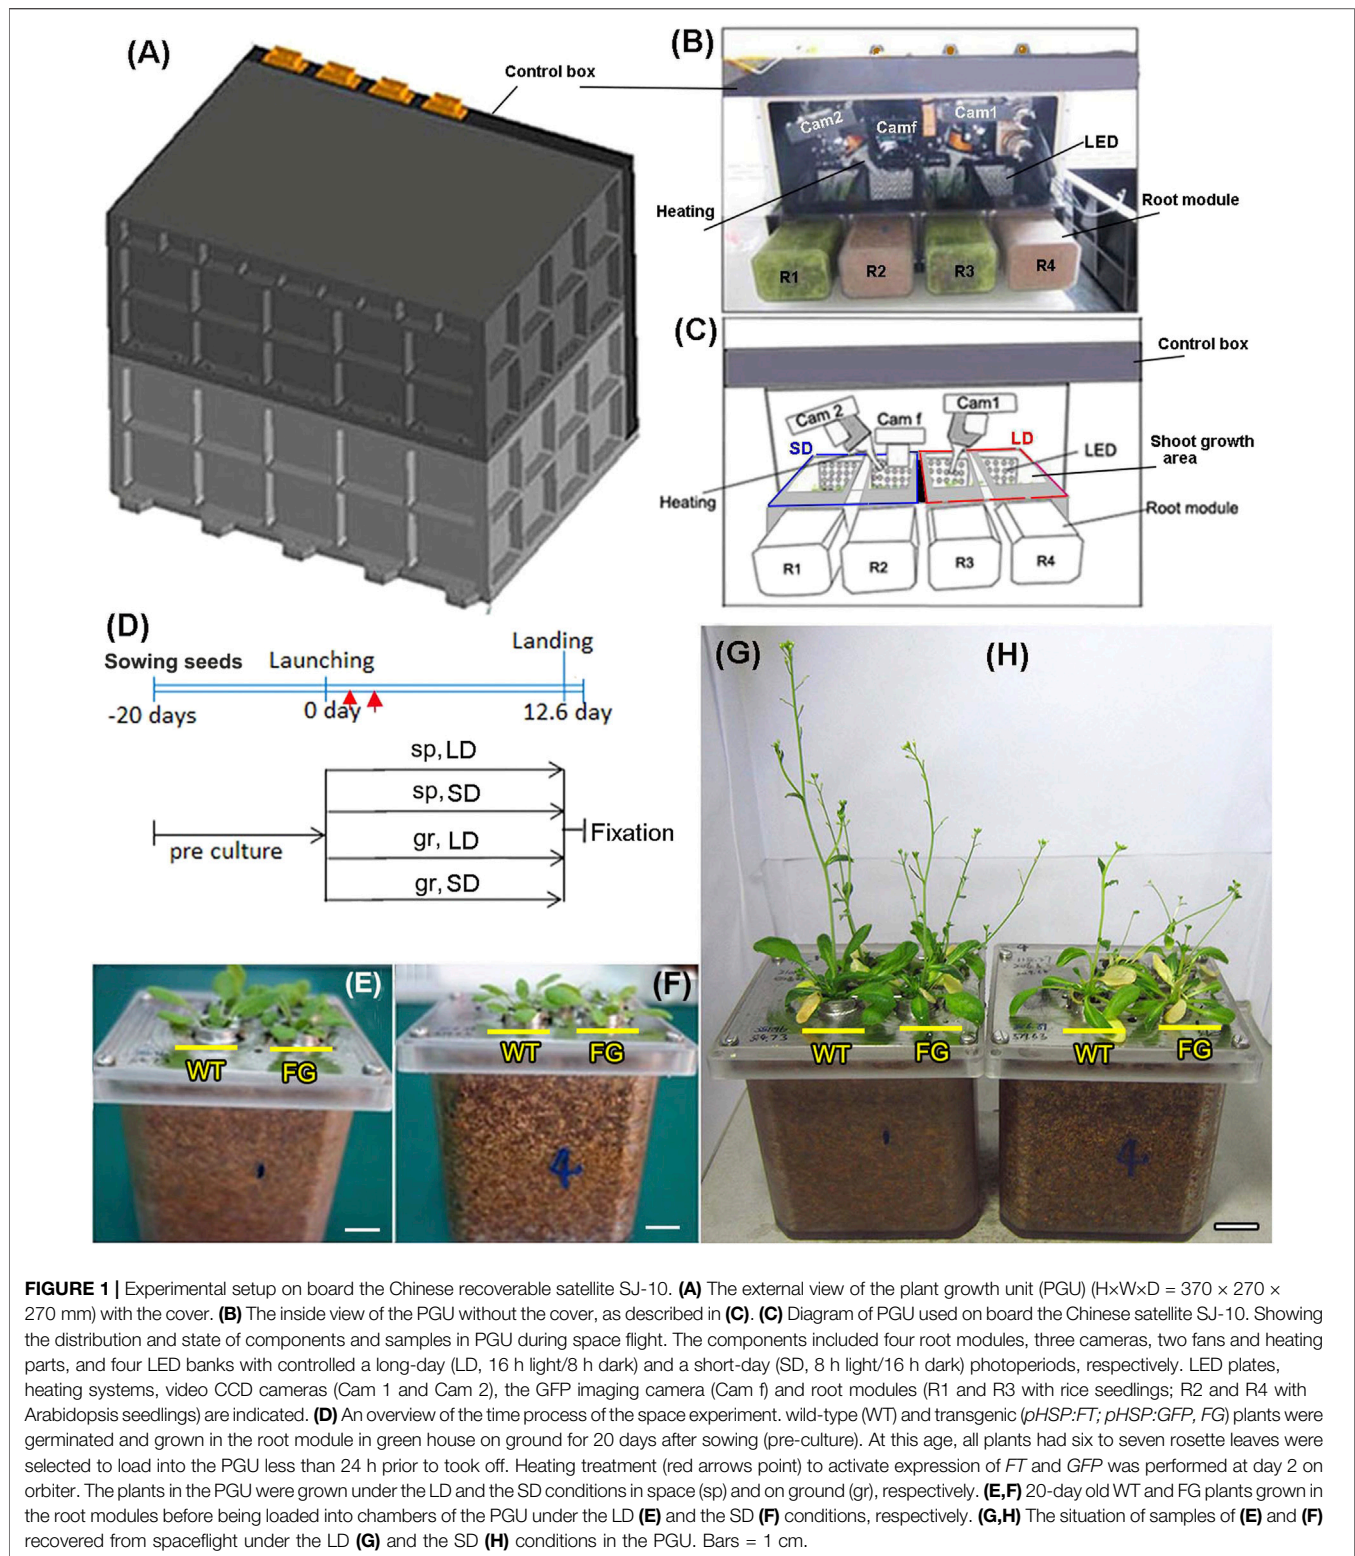 (A)
Control box
(B)
Cam2
Camf
Cam1
LED
Heating
Root module
R1
R2
R3
R4
(C)
Control box
Cam 2
Cam f
Cam1
SD
LD
LED
Shoot growth
area
Heating
Root module
R1
R2
R3
R4
(D)
Sowing seeds
Launching
Landing
-20 days
0 day
12.6 day
sp, LD
sp, SD
pre culture
gr, LD
gr, SD
Fixation
(E)
WT
FG
(F)
WT
FG
4
(G)
WT
FG
(H)
WT
FG
4
FIGURE 1 | Experimental setup on board the Chinese recoverable satellite SJ-10. (A) The external view of the plant growth unit (PGU) (H×W×D = 370 × 270 ×
270 mm) with the cover. (B) The inside view of the PGU without the cover, as described in (C). (C) Diagram of PGU used on board the Chinese satellite SJ-10. Showing
the distribution and state of components and samples in PGU during space flight. The components included four root modules, three cameras, two fans and heating
parts, and four LED banks with controlled a long-day (LD, 16 h light/8 h dark) and a short-day (SD, 8 h light/16 h dark) photoperiods, respectively. LED plates,
heating systems, video CCD cameras (Cam 1 and Cam 2), the GFP imaging camera (Cam f) and root modules (R1 and R3 with rice seedlings; R2 and R4 with
Arabidopsis seedlings) are indicated. (D) An overview of the time process of the space experiment. wild-type (WT) and transgenic (pHSP:FT; pHSP:GFP, FG) plants were
germinated and grown in the root module in green house on ground for 20 days after sowing (pre-culture). At this age, all plants had six to seven rosette leaves were
selected to load into the PGU less than 24 h prior to took off. Heating treatment (red arrows point) to activate expression of FT and GFP was performed at day 2 on
orbiter. The plants in the PGU were grown under the LD and the SD conditions in space (sp) and on ground (gr), respectively. (E,F) 20-day old WT and FG plants grown in
the root modules before being loaded into chambers of the PGU under the LD (E) and the SD (F) conditions, respectively. (G,H) The situation of samples of (E) and (F)
recovered from spaceflight under the LD (G) and the SD (H) conditions in the PGU. Bars = 1 cm.